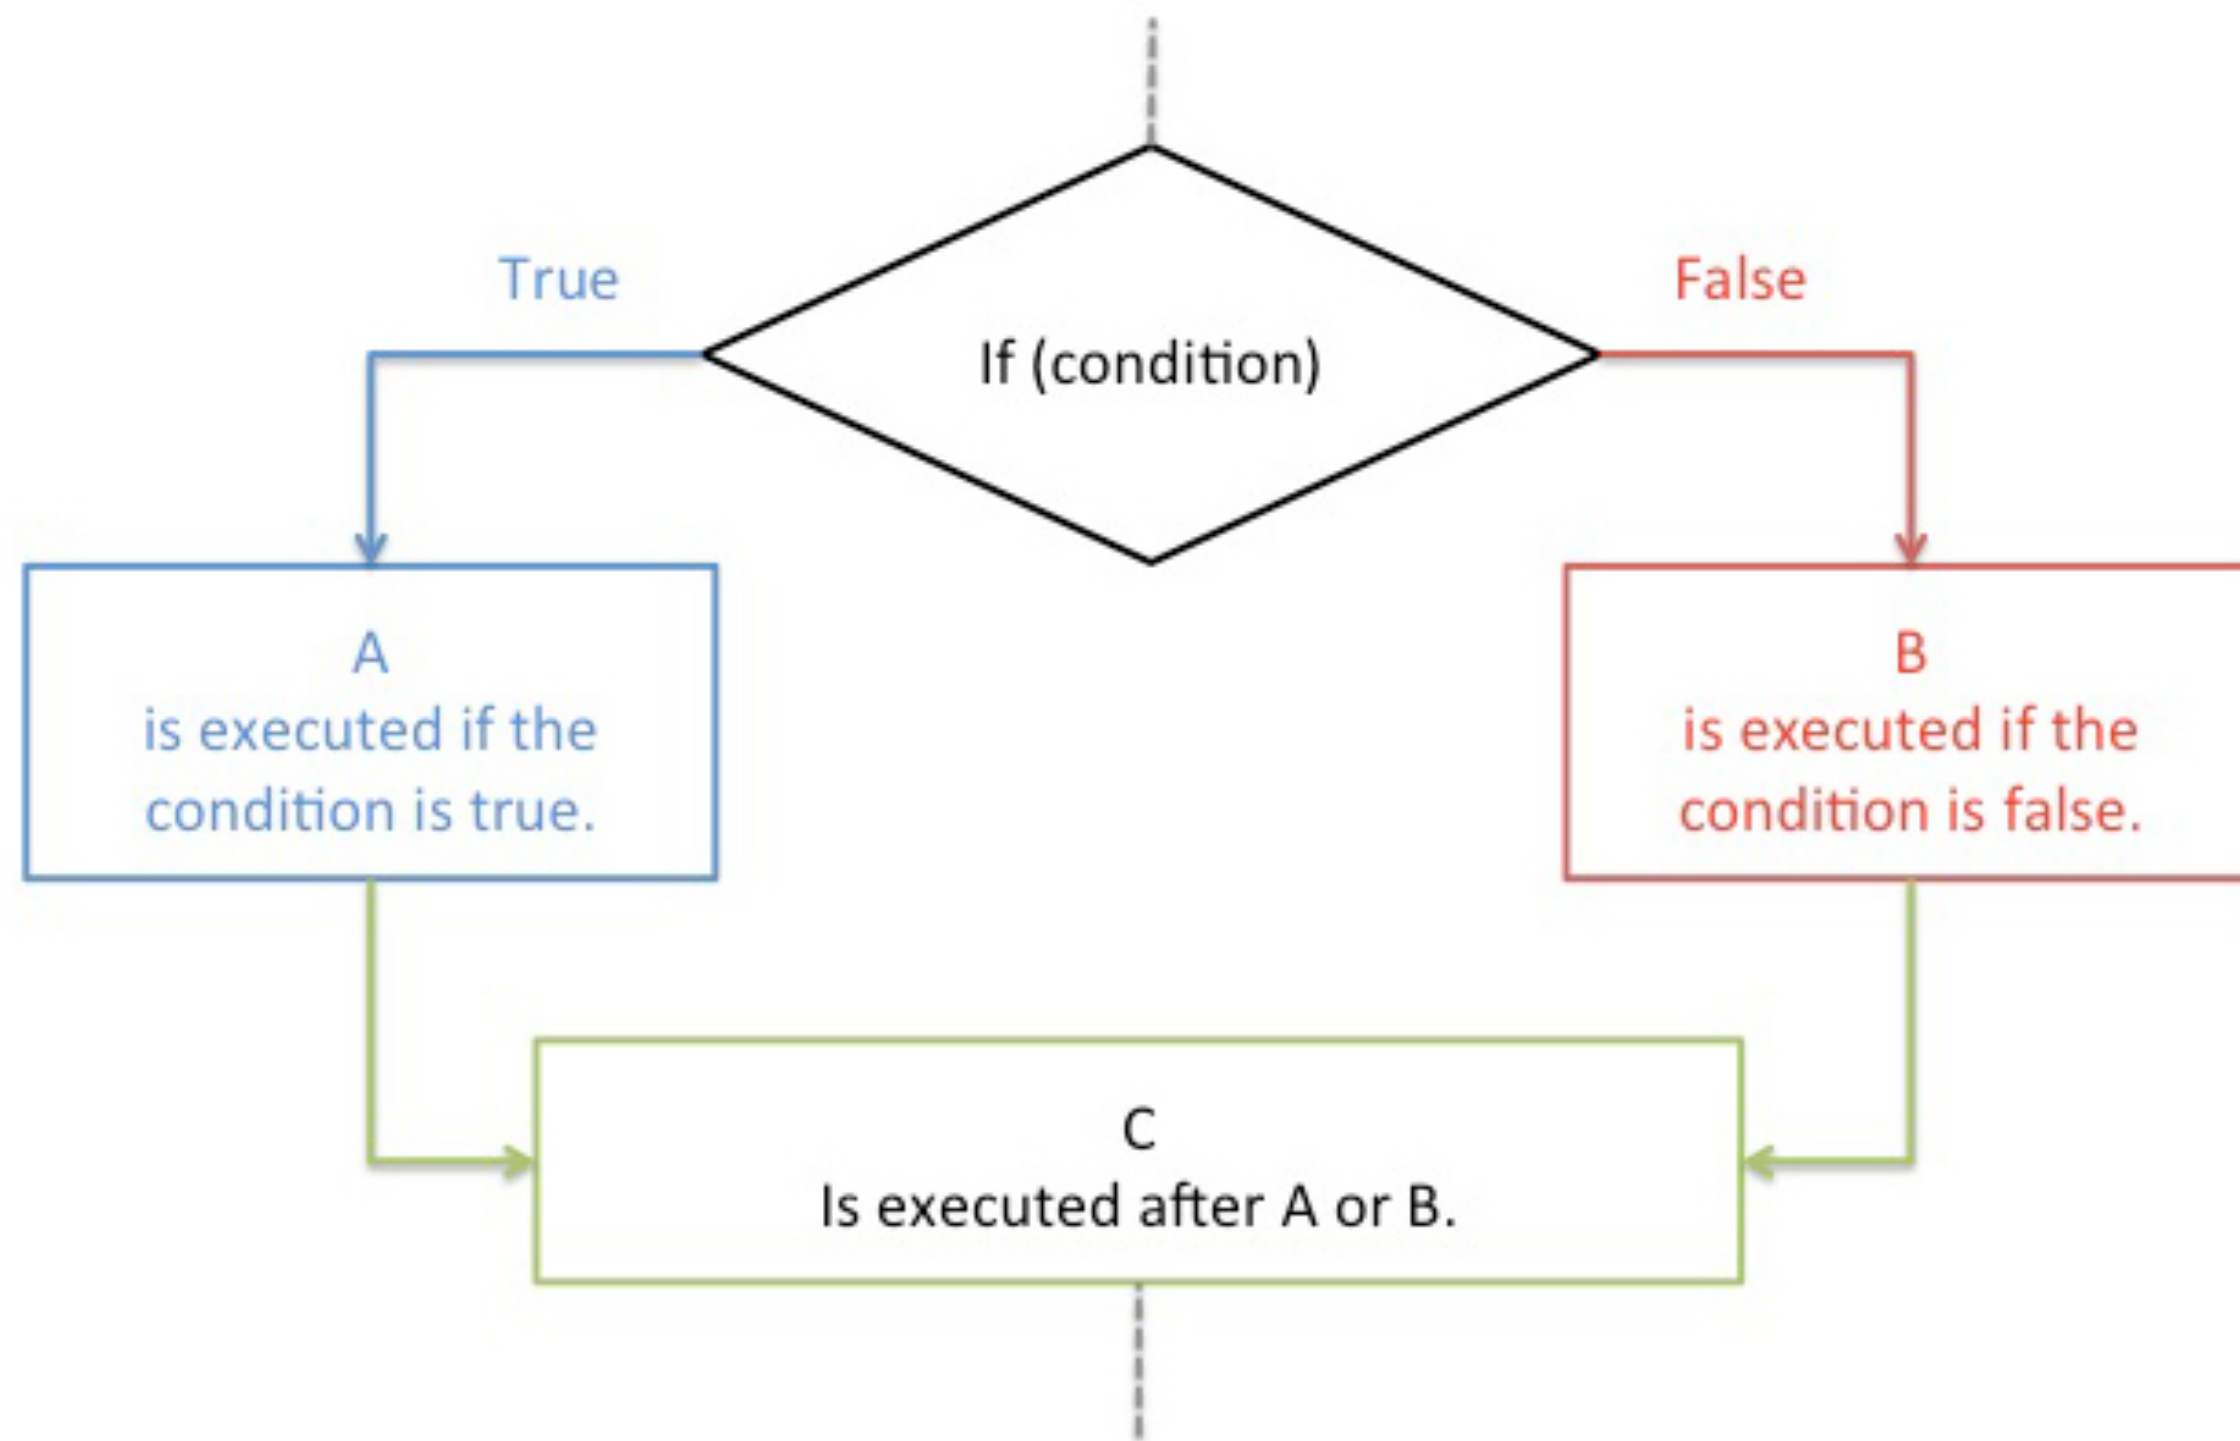 If (condition)
True
False
A
is executed if the
condition is true.
B
is executed if the
condition is false.
C
Is executed after A or B.